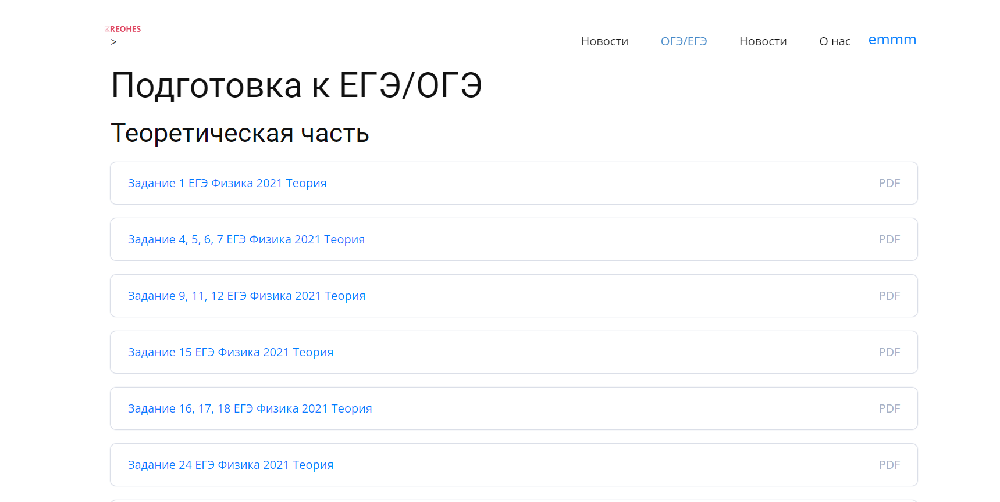 KREOHES
>
Новости ОГЭ/ЕГЭ Новости О нас emmm
Подготовка к ЕГЭ/ОГЭ
Теоретическая часть
Задание 1 ЕГЭ Физика 2021 Теория PDF
Задание 4, 5, 6, 7 ЕГЭ Физика 2021 Теория PDF
Задание 9, 11, 12 ЕГЭ Физика 2021 Теория PDF
Задание 15 ЕГЭ Физика 2021 Теория PDF
Задание 16, 17, 18 ЕГЭ Физика 2021 Теория PDF
Задание 24 ЕГЭ Физика 2021 Теория PDF